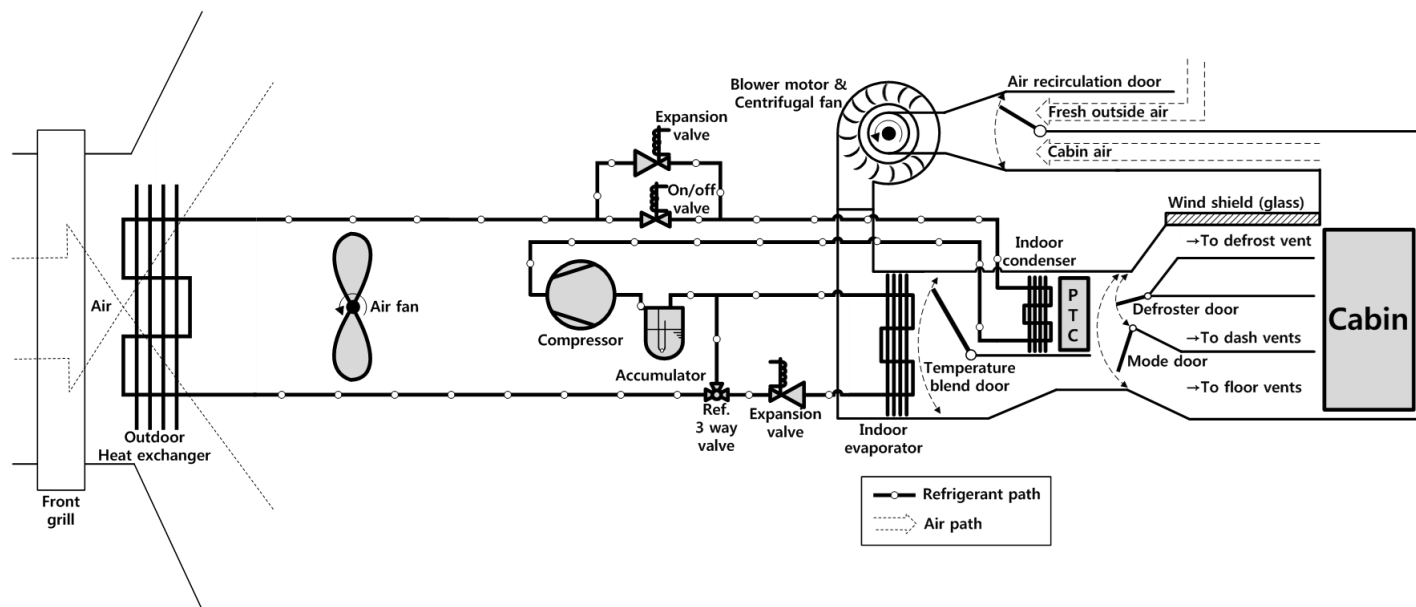 Blower motor &
Centrifugal fan
Air recirculation door
Fresh outside air
Cabin air
Expansion
valve
On/off
valve
Wind shield (glass)
→To defrost vent
Indoor
condenser
Air
Air fan
P
T
C
Defroster door
Cabin
Compressor
→To dash vents
Mode door
Accumulator
Temperature
blend door
→To floor vents
Ref.
3 way
valve
Expansion
valve
Outdoor
Heat exchanger
Indoor
evaporator
Front
grill
Refrigerant path
Air path